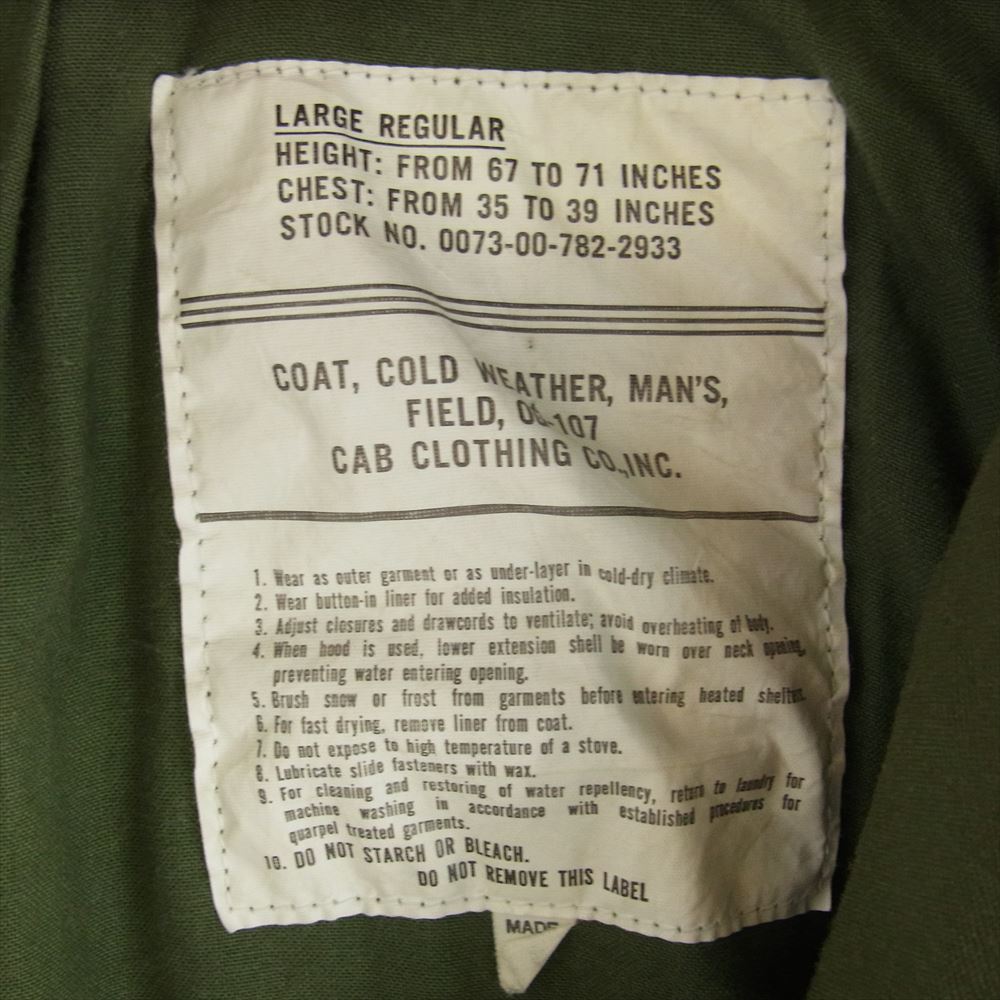 LARGE REGULAR
HEIGHT: FROM 67 TO 71 INCHES
CHEST: FROM 35 TO 39 INCHES
STOCK NO. 0073-00-782-2933
COAT, COLD WEATHER, MAN'S,
FIELD, OG-107
CAB CLOTHING CO.,INC.
1. Wear as outer garment or as under-layer in cold-dry climate.
2. Wear button-in liner for added insulation.
3. Adjust closures and drawcords to ventilate; avoid overheating of body.
4. When hood is used, lower extension shell be worn over neck opening,
preventing water entering opening.
5. Brush snow or frost from garments before entering heated shelter.
6. For fast drying, remove liner from coat.
7. Do not expose to high temperature of a stove.
8. Lubricate slide fasteners with wax.
9. For cleaning and restoring of water repellency, return to laundry for
machine washing in accordance with established procedures for
quarpel treated garments.
10. DO NOT STARCH OR BLEACH.
DO NOT REMOVE THIS LABEL
MADE